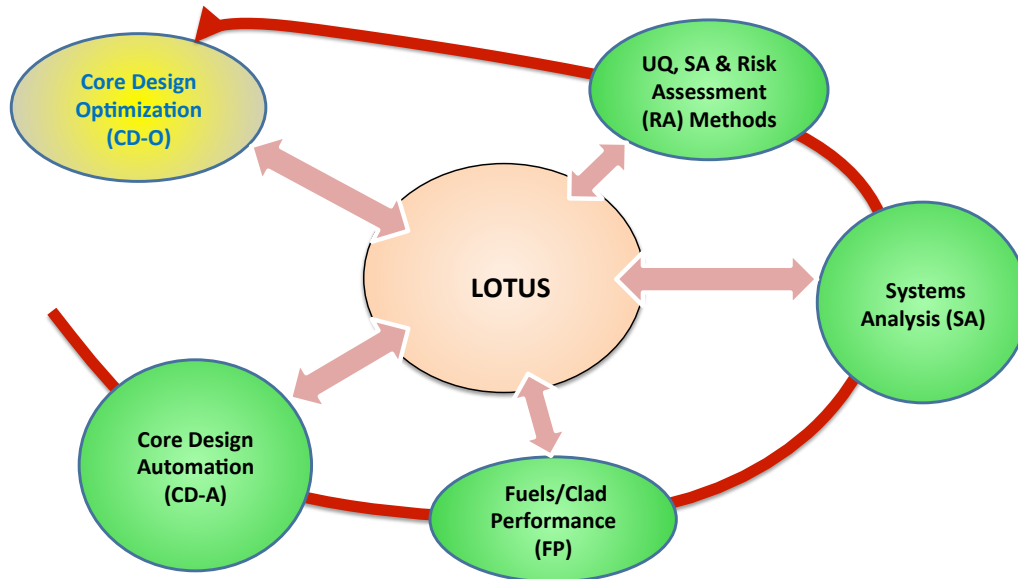 Core Design
Optimization
(CD-O)
UQ, SA & Risk
Assessment
(RA) Methods
LOTUS
Systems
Analysis (SA)
Core Design
Automation
(CD-A)
Fuels/Clad
Performance
(FP)